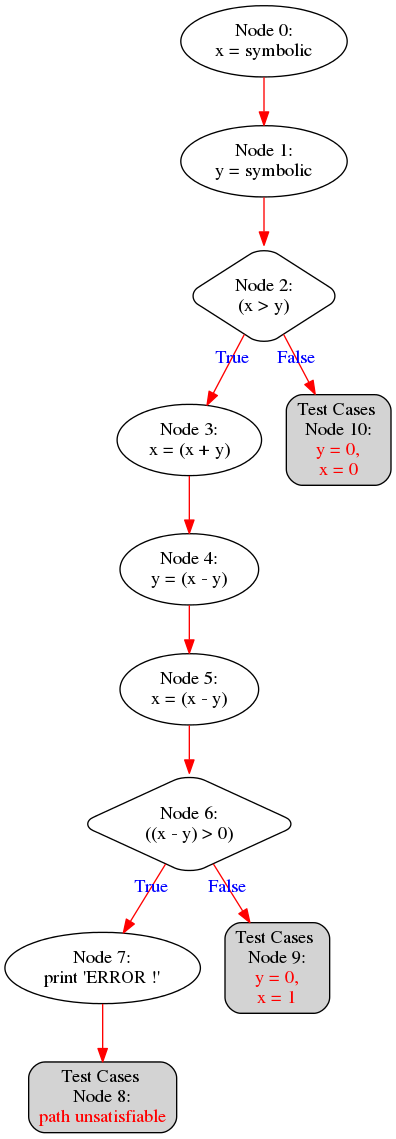 Node 0:
x = symbolic
Node 1:
y = symbolic
Node 2:
(x > y)
True
False
Node 3:
x = (x + y)
Test Cases
Node 10:
y = 0,
x = 0
Node 4:
y = (x - y)
Node 5:
x = (x - y)
Node 6:
((x - y) > 0)
True
False
Node 7:
print 'ERROR !'
Test Cases
Node 9:
y = 0,
x = 1
Test Cases
Node 8:
path unsatisfiable